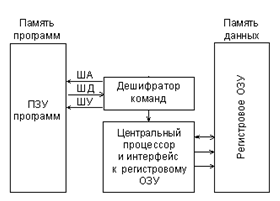 Память
программ
Память
данных
ША
ШД
ШУ
ПЗУ
программ
Дешифратор
команд
Центральный
процессор
и интерфейс
к регистровому
ОЗУ
Регистровое ОЗУ